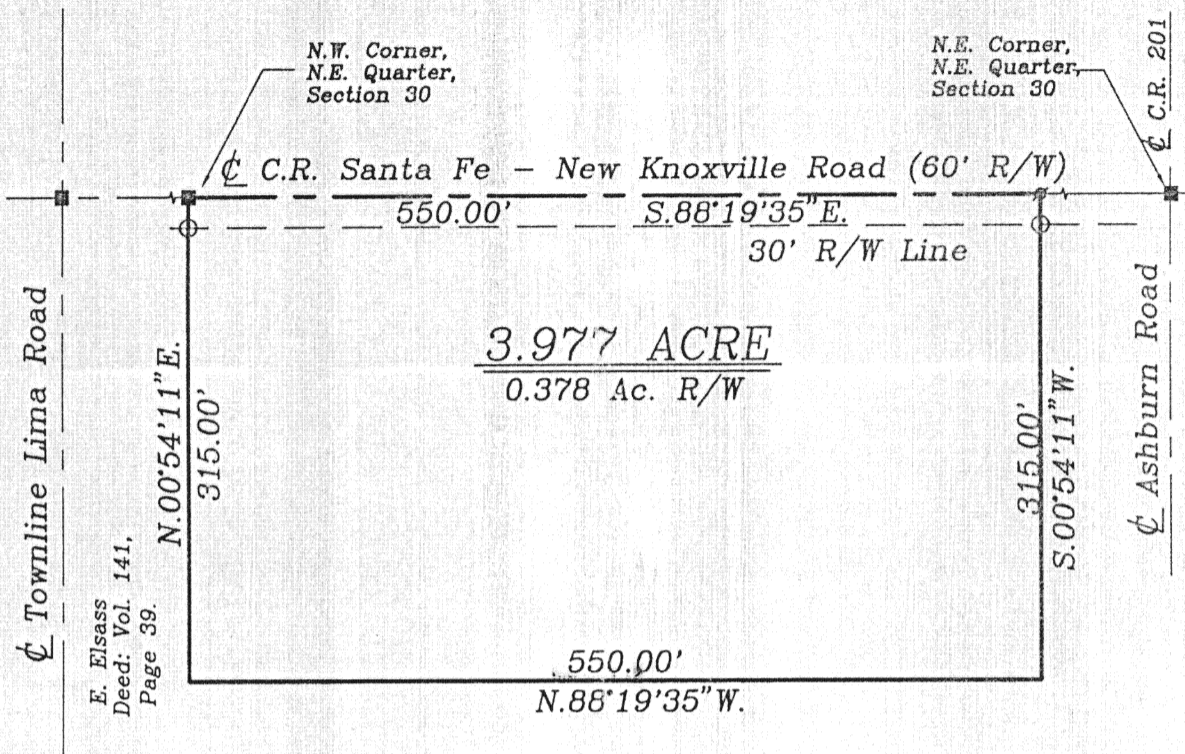 N.W. Corner,
N.E. Quarter,
Section 30
N.E. Corner,
N.E. Quarter,
Section 30
℄ C.R. 201
℄ C.R. Santa Fe – New Knoxville Road (60' R/W)
550.00' S.88°19'35"E.
30' R/W Line
3.977 ACRE
0.378 Ac. R/W
℄ Townline Lima Road
E. Elsass
Deed: Vol. 141,
Page 39.
N.00°54'11"E.
315.00'
315.00'
S.00°54'11"W.
℄ Ashburn Road
550.00'
N.88°19'35"W.